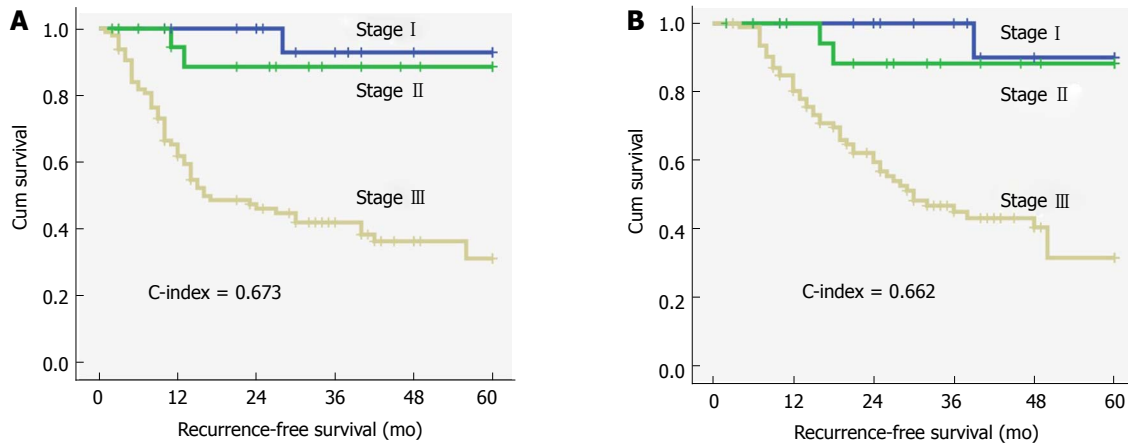 A
Cum survival
1.0
0.8
0.6
0.4
0.2
0.0
Stage Ⅰ
Stage Ⅱ
Stage Ⅲ
C-index = 0.673
0 12 24 36 48 60
Recurrence-free survival (mo)
B
Cum survival
1.0
0.8
0.6
0.4
0.2
0.0
Stage Ⅰ
Stage Ⅱ
Stage Ⅲ
C-index = 0.662
0 12 24 36 48 60
Recurrence-free survival (mo)